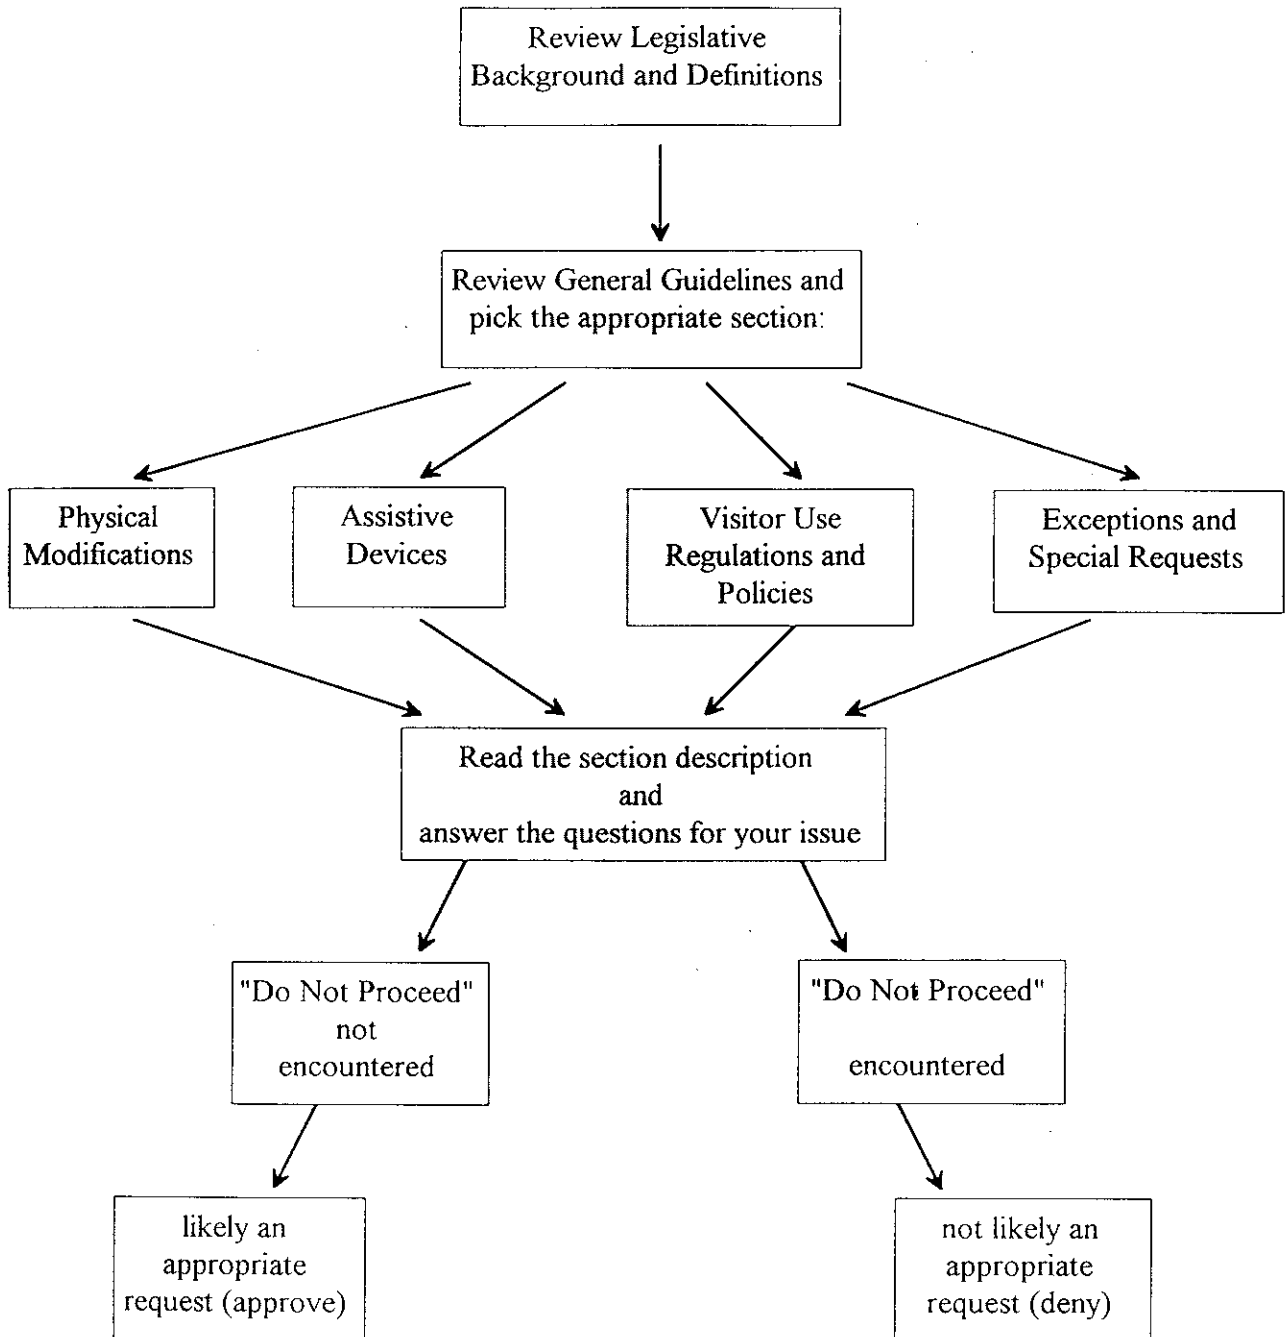 Review Legislative
Background and Definitions
Review General Guidelines and
pick the appropriate section:
Physical
Modifications
Assistive
Devices
Visitor Use
Regulations and
Policies
Exceptions and
Special Requests
Read the section description
and
answer the questions for your issue
"Do Not Proceed"
not
encountered
"Do Not Proceed"
encountered
likely an
appropriate
request (approve)
not likely an
appropriate
request (deny)